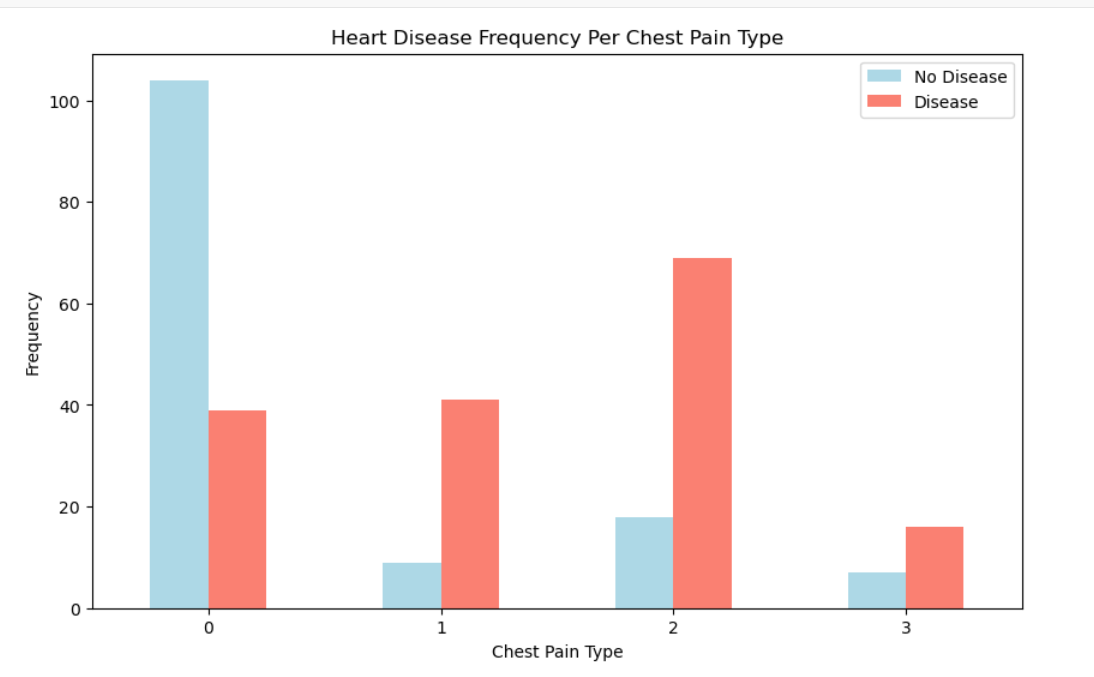 Heart Disease Frequency Per Chest Pain Type
No Disease
Disease
100
80
60
40
20
0
Frequency
0 1 2 3
Chest Pain Type